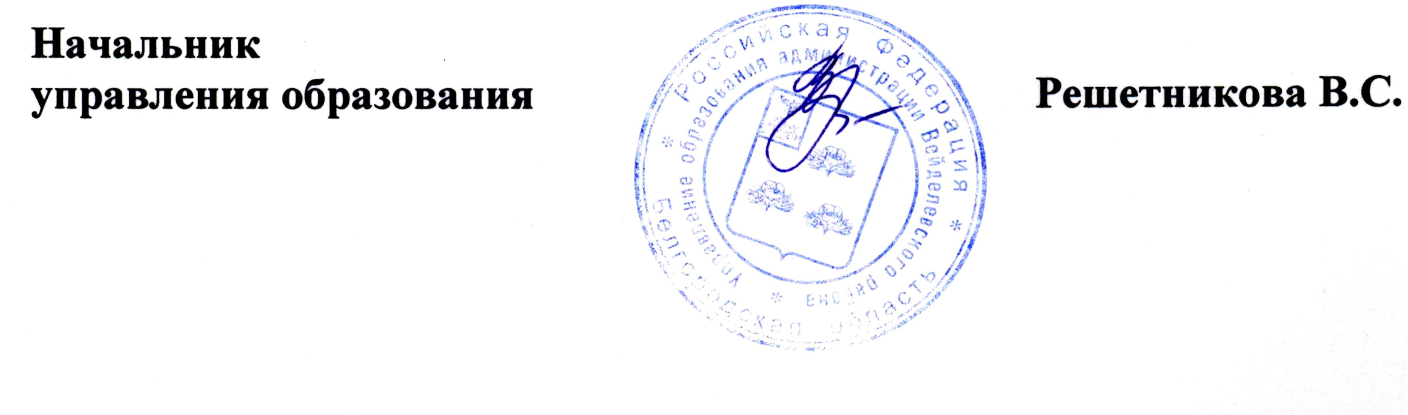 Начальник
управления образования
Решетникова В.С.
Российская Федерация * Белгородская область *
Управление образования администрации Вейделевского района *